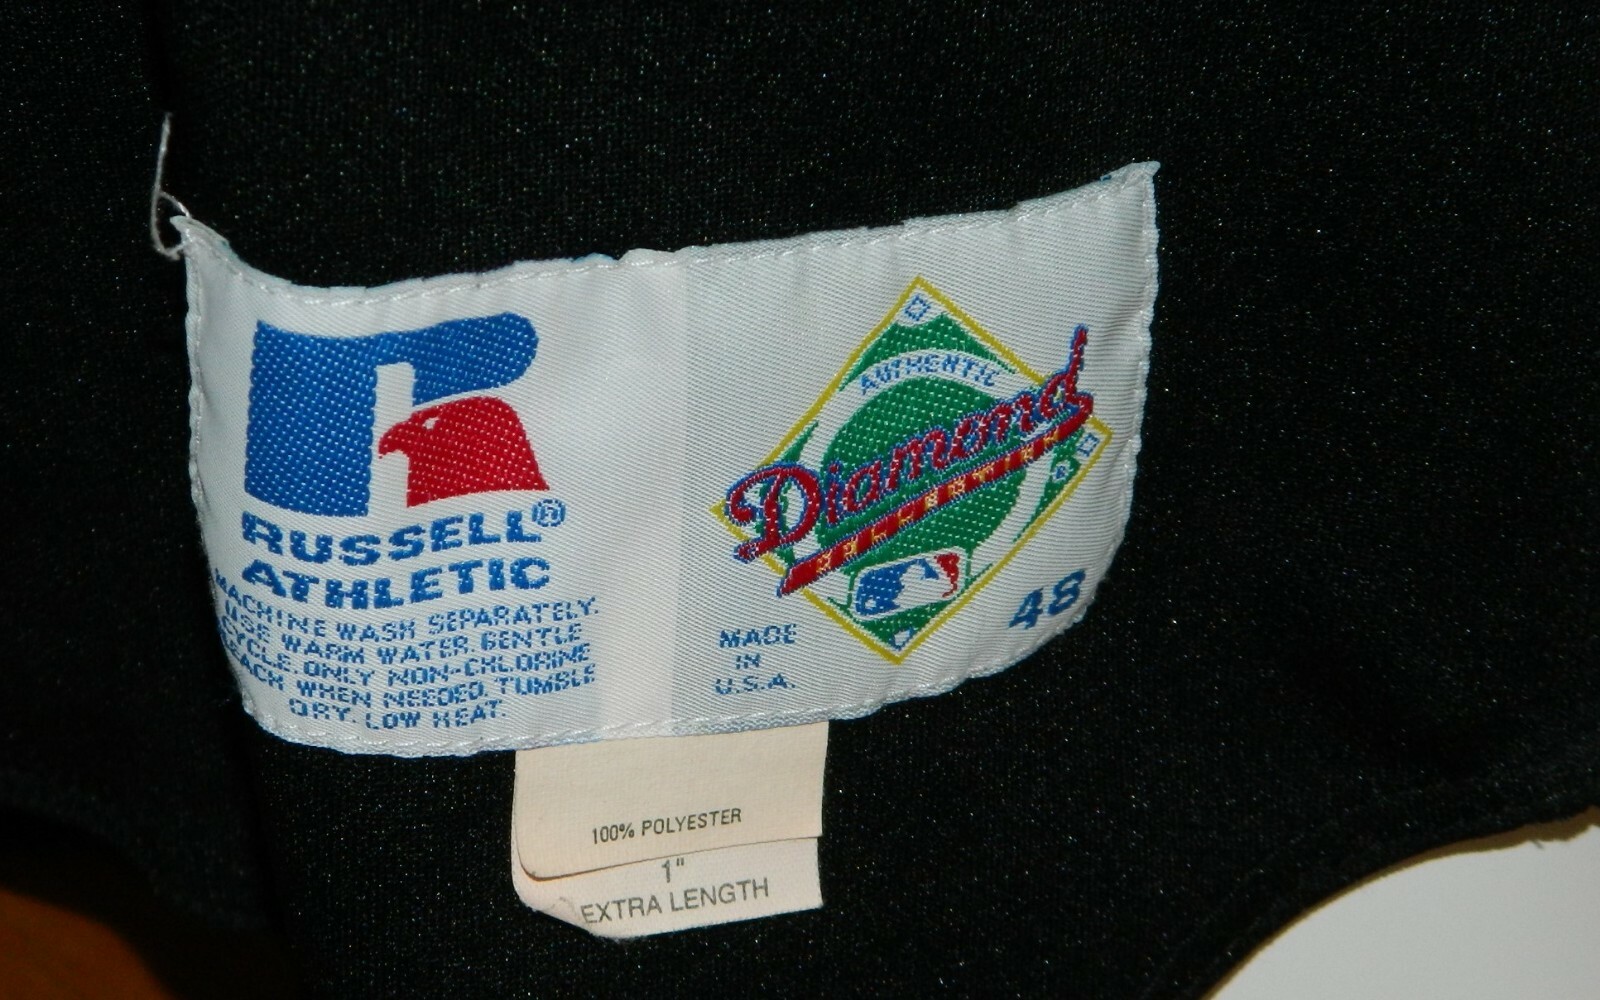 RUSSELL®
ATHLETIC
MACHINE WASH SEPARATELY.
USE WARM WATER. GENTLE
CYCLE. ONLY NON-CHLORINE
BLEACH WHEN NEEDED. TUMBLE
DRY. LOW HEAT.
AUTHENTIC
Diamond
COLLECTION
MADE
IN
U.S.A.
48
100% POLYESTER
1"
EXTRA LENGTH